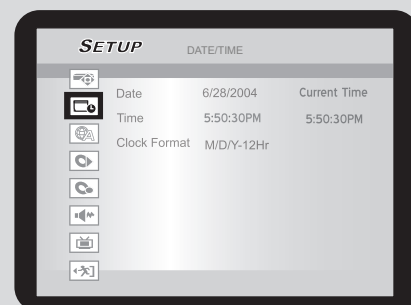 SETUP DATE/TIME
Date 6/28/2004 Current Time
Time 5:50:30PM 5:50:30PM
Clock Format M/D/Y-12Hr